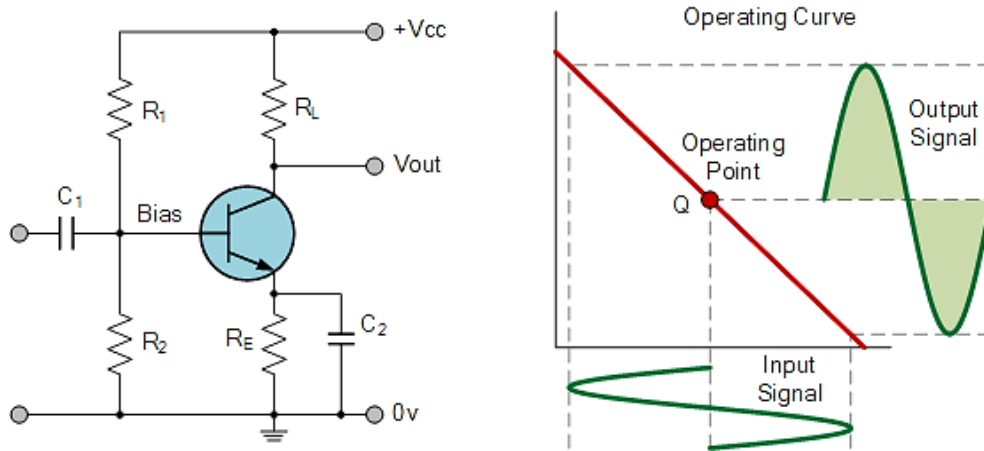 +Vcc
R1
RL
Vout
C1
Bias
R2
RE
C2
0v
Operating Curve
Output
Signal
Operating
Point
Q
Input
Signal